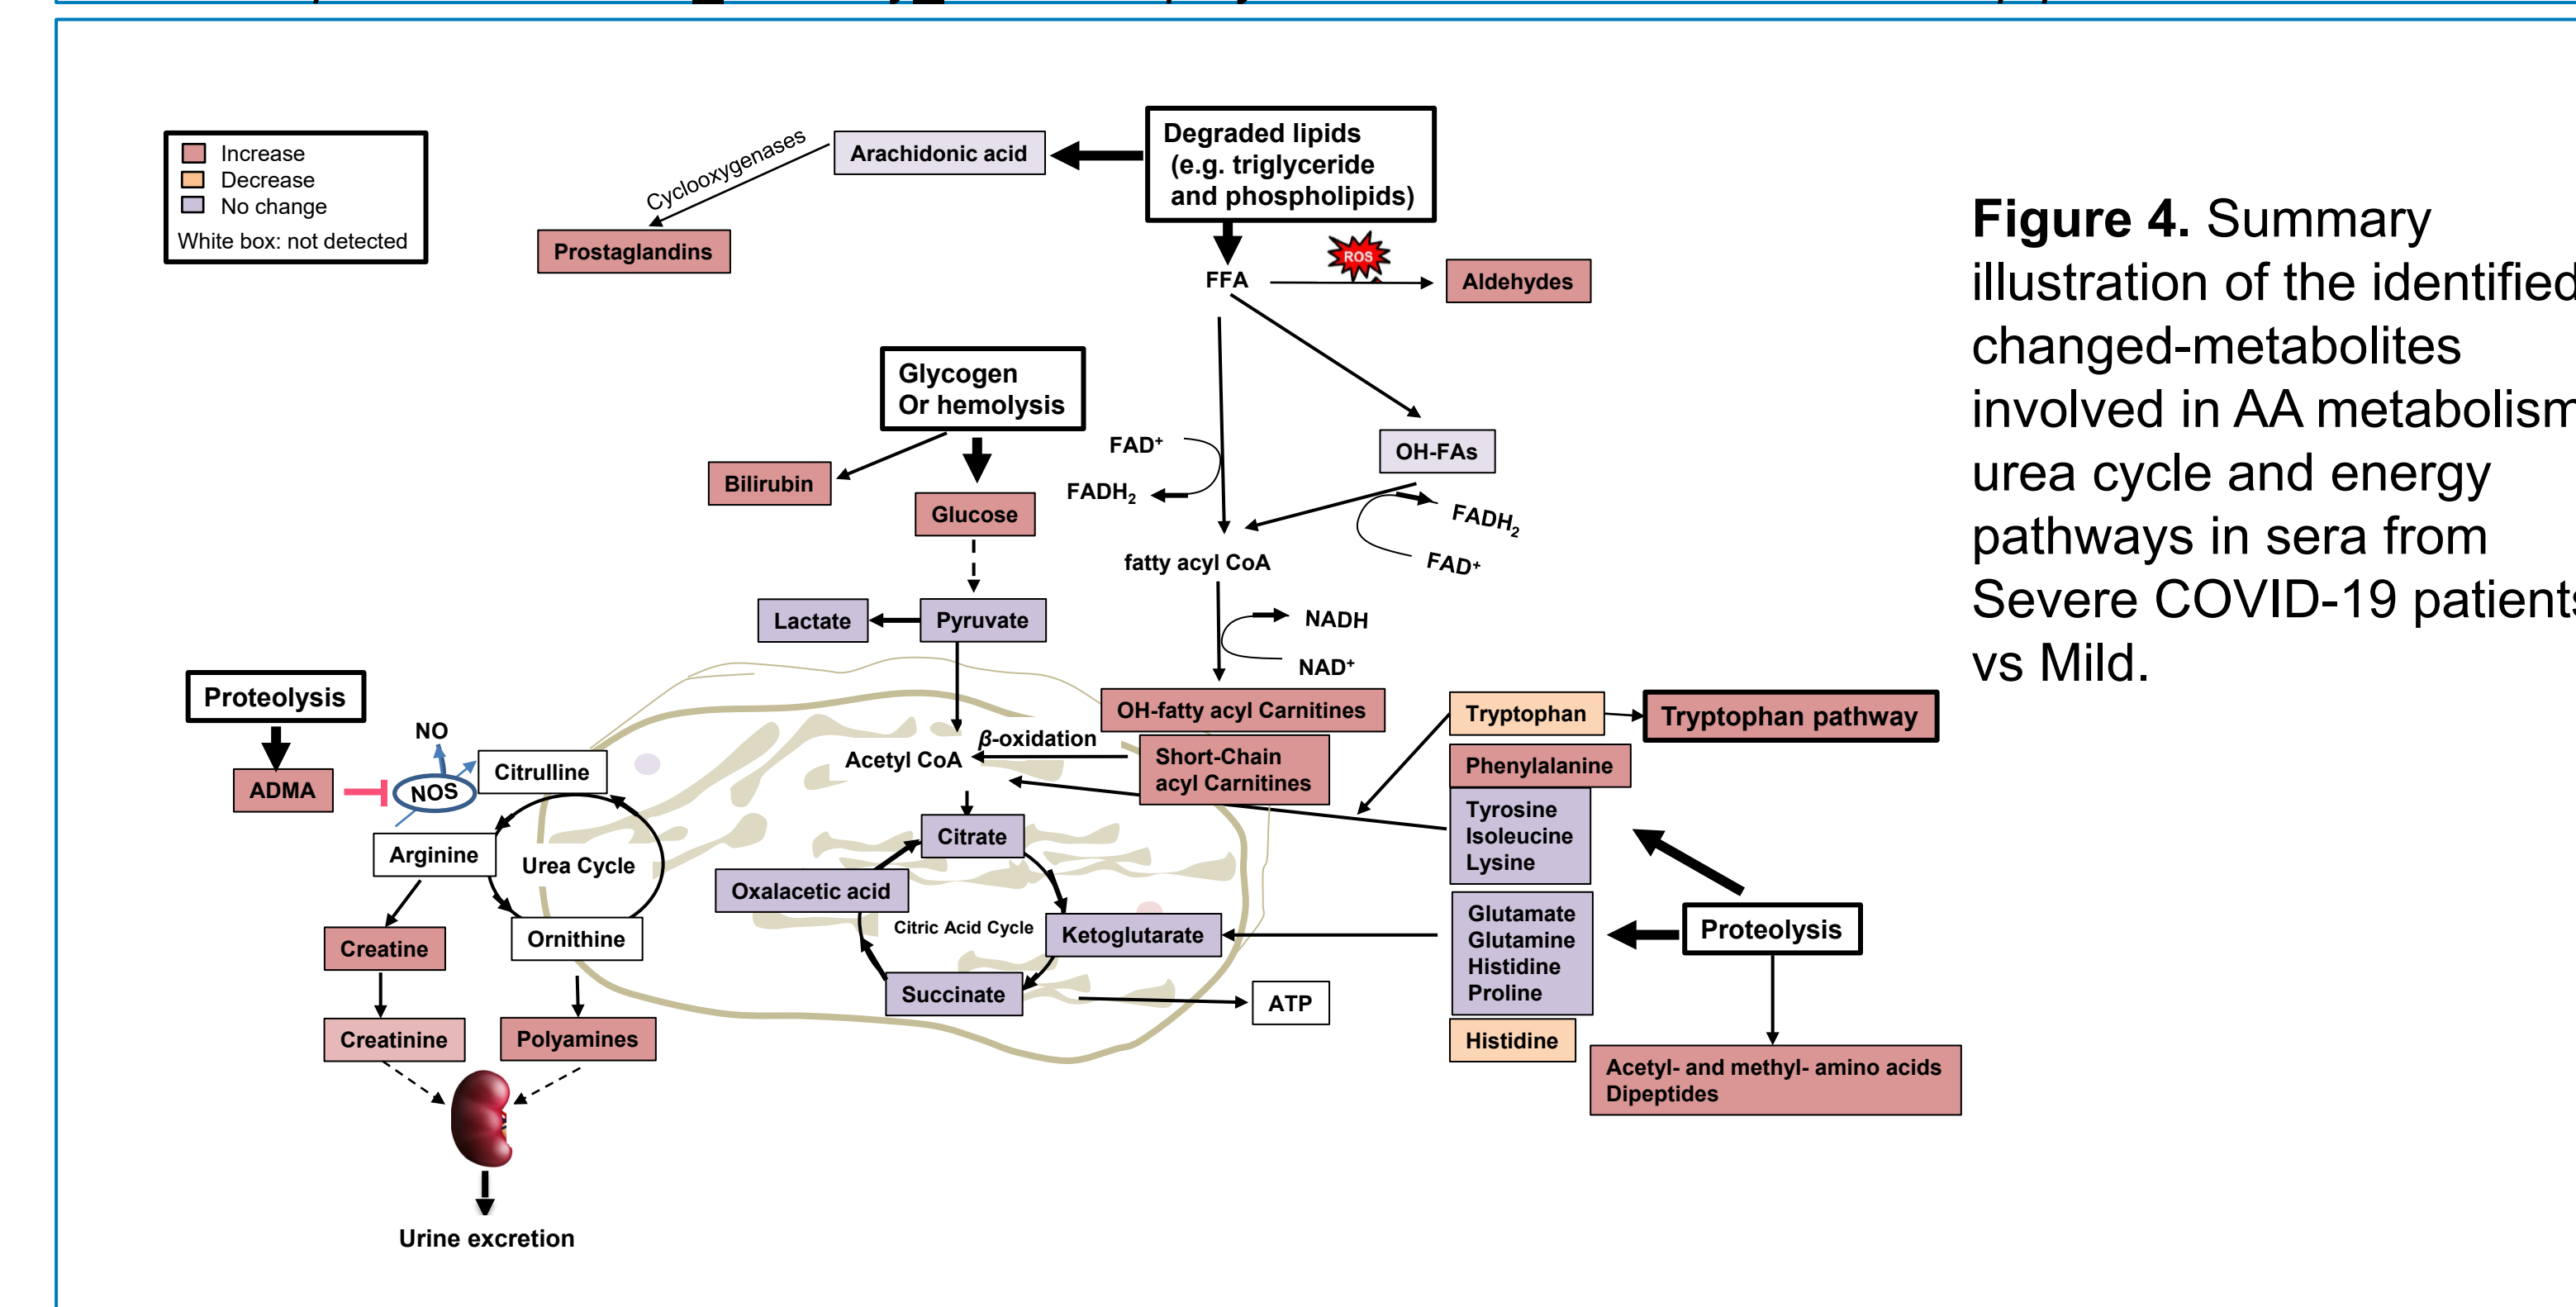 Increase
Decrease
No change
White box: not detected
Cyclooxygenases
Arachidonic acid
Degraded lipids
(e.g. triglyceride
and phospholipids)
Prostaglandins
ROS
FFA
Aldehydes
Glycogen
Or hemolysis
FAD⁺
FADH₂
OH-FAs
Bilirubin
Glucose
FADH₂
FAD⁺
fatty acyl CoA
Lactate
Pyruvate
NADH
NAD⁺
Proteolysis
NO
ADMA
NOS
Citrulline
Arginine
Urea Cycle
Ornithine
Creatine
Creatinine
Polyamines
Urine excretion
OH-fatty acyl Carnitines
β-oxidation
Acetyl CoA
Short-Chain
acyl Carnitines
Citrate
Oxalacetic acid
Citric Acid Cycle
Ketoglutarate
Succinate
ATP
Tryptophan
Tryptophan pathway
Phenylalanine
Tyrosine
Isoleucine
Lysine
Glutamate
Glutamine
Histidine
Proline
Histidine
Proteolysis
Acetyl- and methyl- amino acids
Dipeptides
Figure 4. Summary
illustration of the identified
changed-metabolites
involved in AA metabolism
urea cycle and energy
pathways in sera from
Severe COVID-19 patients
vs Mild.